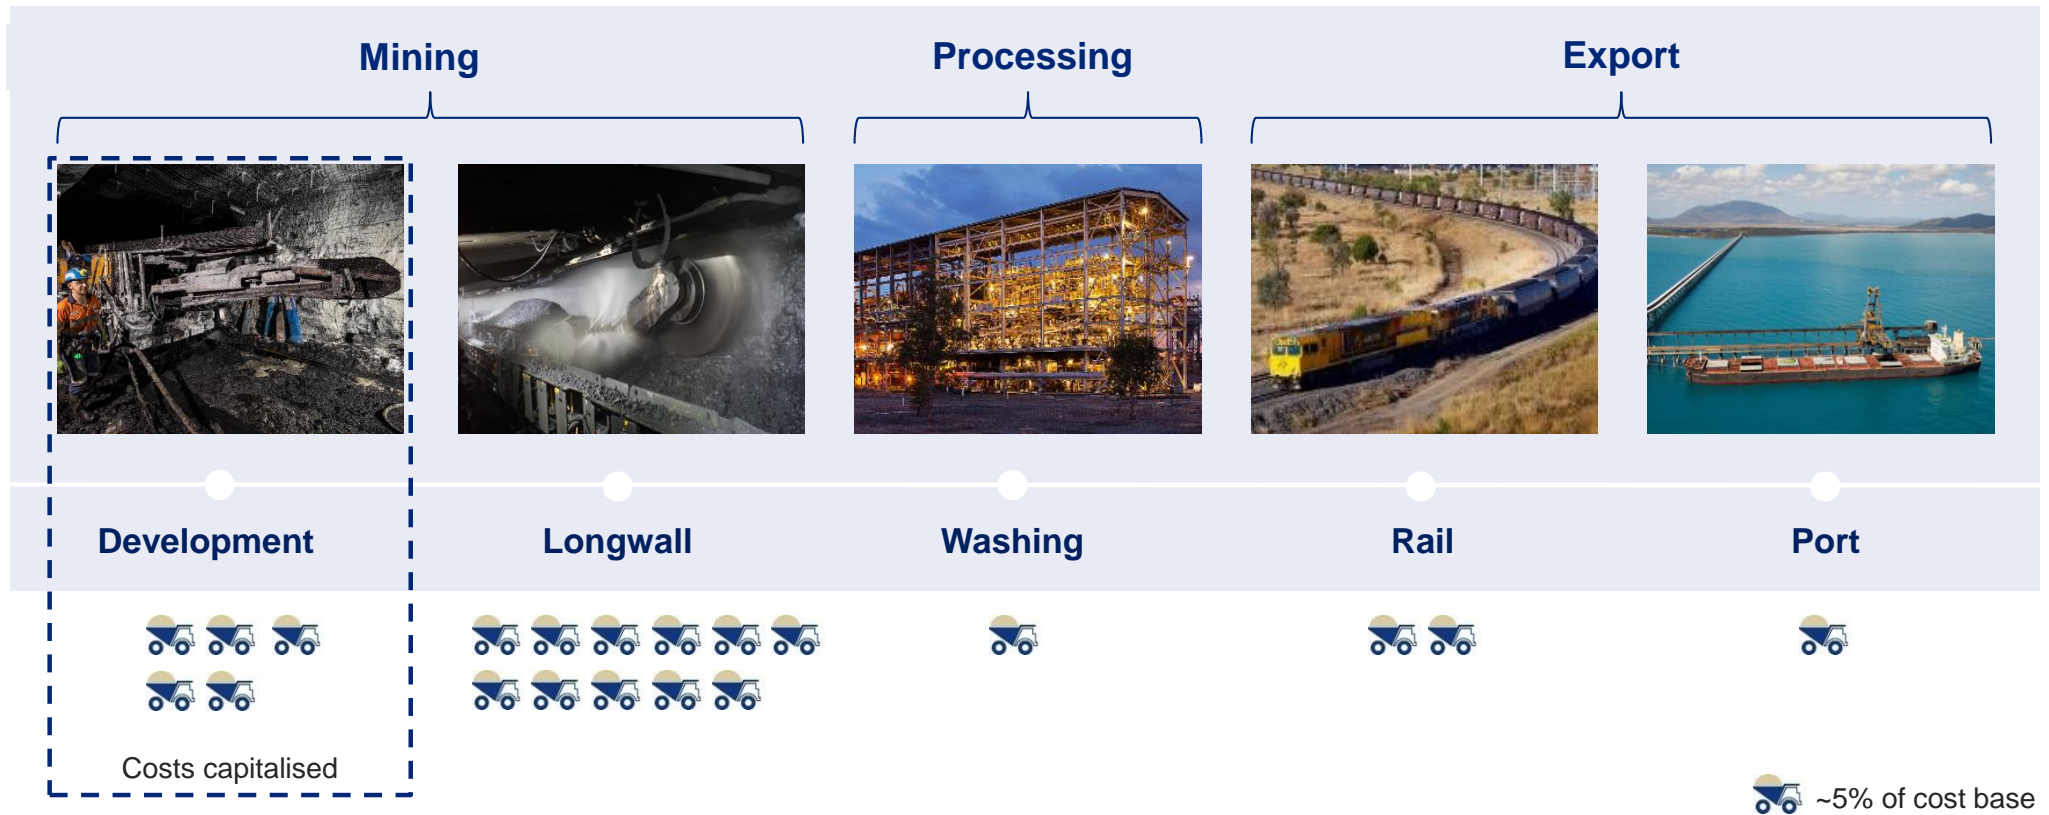 Mining
Processing
Export
Development
Longwall
Washing
Rail
Port
Costs capitalised
~5% of cost base